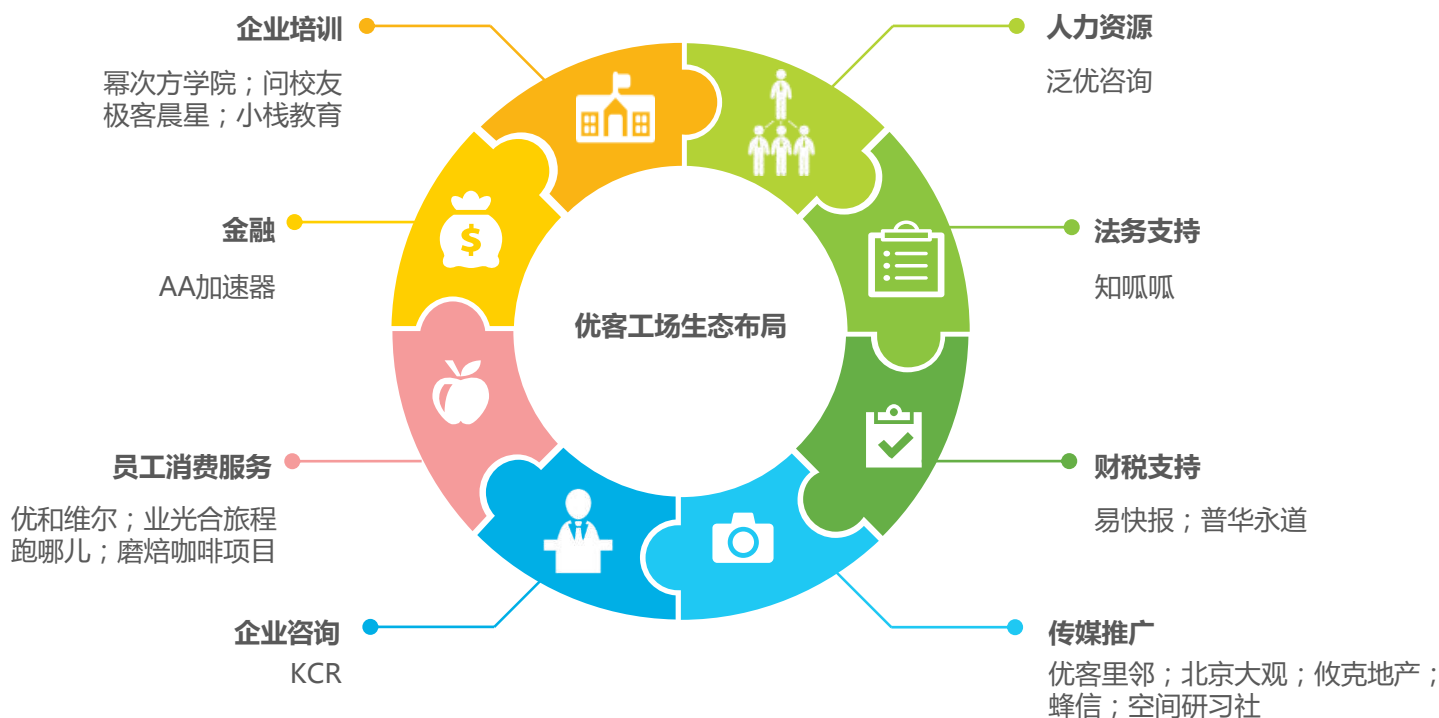 企业培训
幂次方学院；问校友
极客晨星；小栈教育
人力资源
泛优咨询
金融
AA加速器
法务支持
知呱呱
优客工场生态布局
$
员工消费服务
优和维尔；业光合旅程
跑哪儿；磨焙咖啡项目
财税支持
易快报；普华永道
企业咨询
KCR
传媒推广
优客里邻；北京大观；攸克地产；
蜂信；空间研习社